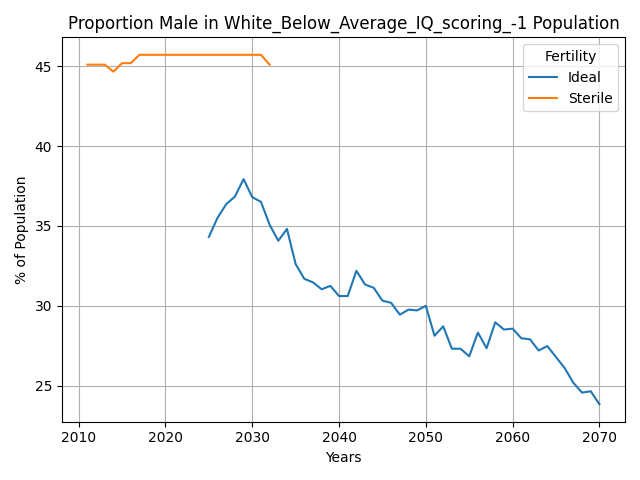 Proportion Male in White_Below_Average_IQ_scoring_-1 Population
Fertility
Ideal
Sterile
% of Population
45
40
35
30
25
2010 2020 2030 2040 2050 2060 2070
Years